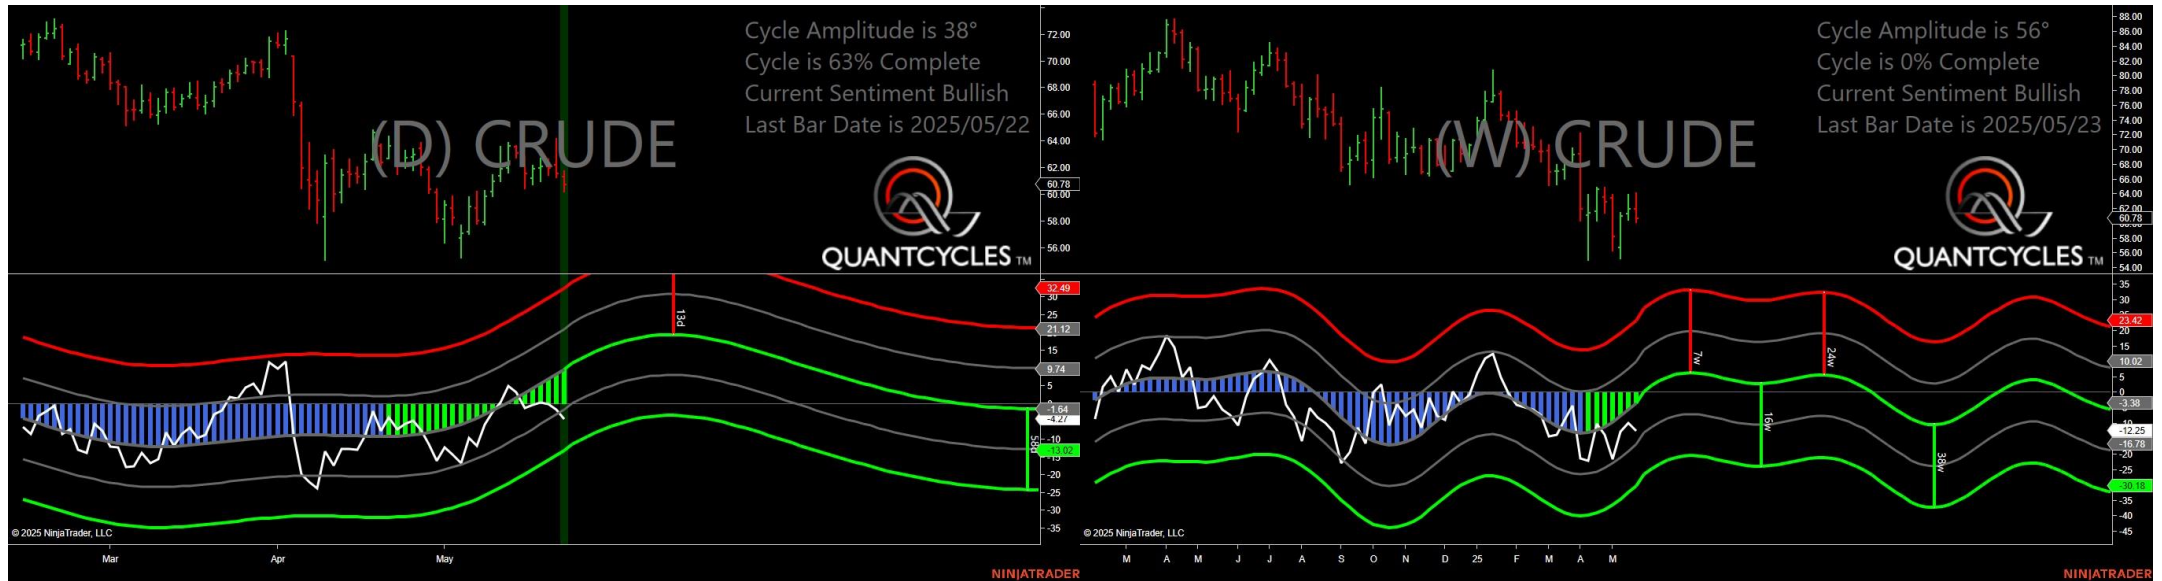 Cycle Amplitude is 38°
Cycle is 63% Complete
Current Sentiment Bullish
Last Bar Date is 2025/05/22
(D) CRUDE
QUANTCYCLES TM
72.00
70.00
68.00
66.00
64.00
62.00
60.78
60.00
58.00
56.00
32.49
30
21.12
15
9.74
5
0
-1.64
-4.27
-10
-13.02
-15
-20
-25
-30
-35
13d
58d
© 2025 NinjaTrader, LLC
Mar Apr May
NINJATRADER
Cycle Amplitude is 56°
Cycle is 0% Complete
Current Sentiment Bullish
Last Bar Date is 2025/05/23
(W) CRUDE
QUANTCYCLES TM
88.00
86.00
84.00
82.00
80.00
78.00
76.00
74.00
72.00
70.00
68.00
66.00
64.00
62.00
60.78
58.00
56.00
54.00
35
30
23.42
20
15
10.02
5
0
-3.38
-12.25
-16.78
-20
-25
-30.18
-35
-40
-45
7w
16w
24w
38w
© 2025 NinjaTrader, LLC
M A M J J A S O N D 25 F M A M
NINJATRADER